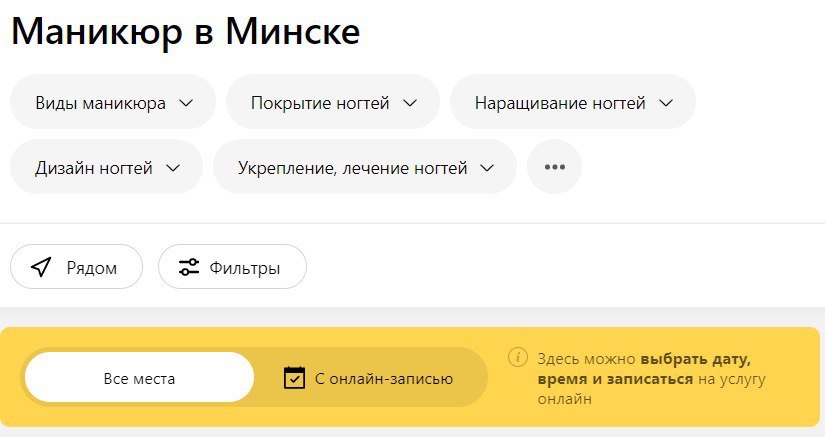 Маникюр в Минске
Виды маникюра
Покрытие ногтей
Наращивание ногтей
Дизайн ногтей
Укрепление, лечение ногтей
Рядом
Фильтры
Все места
С онлайн-записью
Здесь можно выбрать дату,
время и записаться на услугу
онлайн